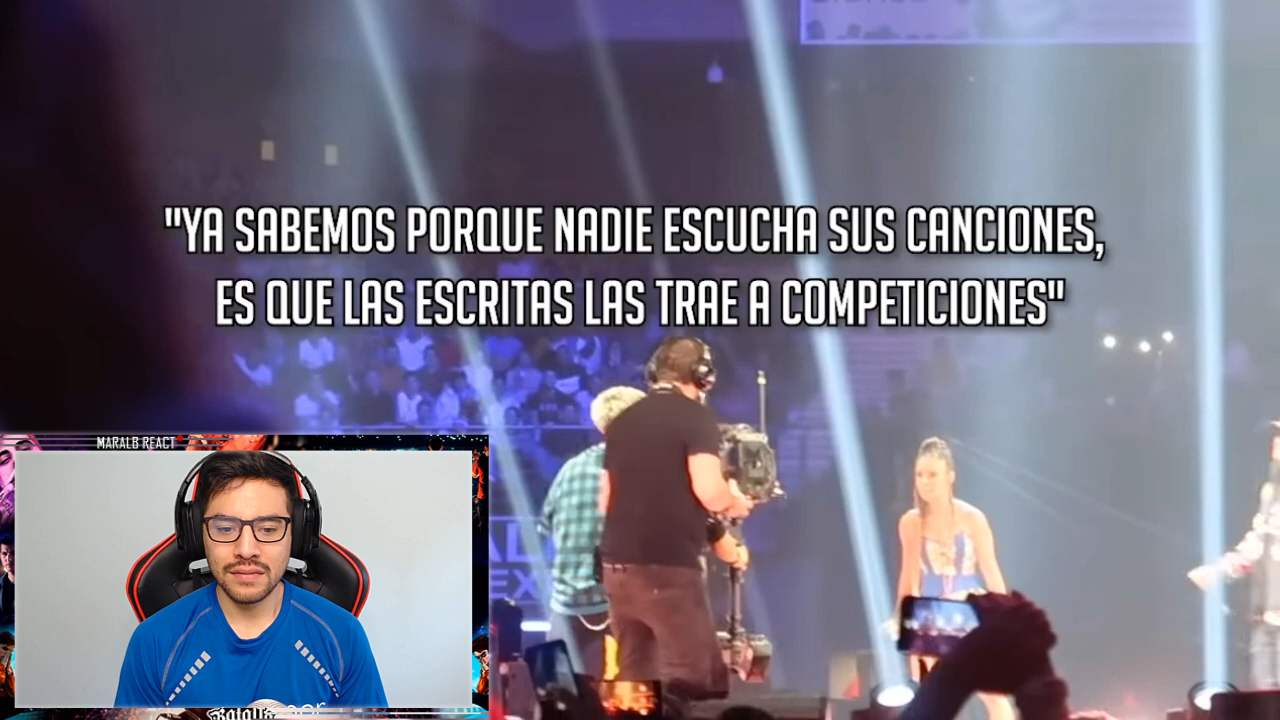 "YA SABEMOS PORQUE NADIE ESCUCHA SUS CANCIONES,
ES QUE LAS ESCRITAS LAS TRAE A COMPETICIONES"
MARALB REACT